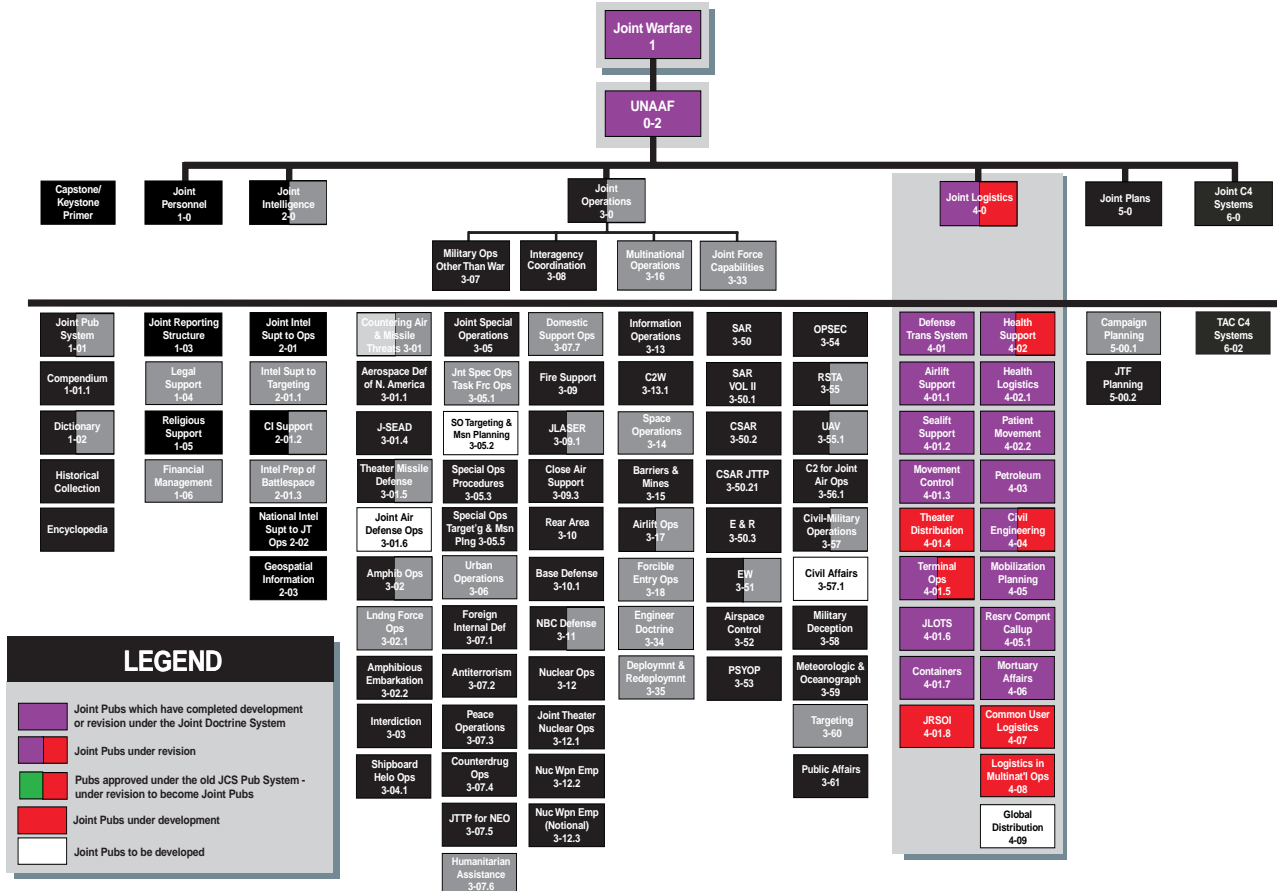 Joint Warfare
1
UNAAF
0-2
Capstone/
Keystone
Primer
Joint
Personnel
1-0
Joint
Intelligence
2-0
Joint
Operations
3-0
Joint Logistics
4-0
Joint Plans
5-0
Joint C4
Systems
6-0
Military Ops
Other Than War
3-07
Interagency
Coordination
3-08
Multinational
Operations
3-16
Joint Force
Capabilities
3-33
Joint Pub
System
1-01
Compendium
1-01.1
Dictionary
1-02
Historical
Collection
Encyclopedia
Joint Reporting
Structure
1-03
Legal
Support
1-04
Religious
Support
1-05
Financial
Management
1-06
Joint Intel
Supt to Ops
2-01
Intel Supt to
Targeting
2-01.1
CI Support
2-01.2
Intel Prep of
Battlespace
2-01.3
National Intel
Supt to JT
Ops 2-02
Geospatial
Information
2-03
Countering Air
& Missile
Threats 3-01
Aerospace Def
of N. America
3-01.1
J-SEAD
3-01.4
Theater Missile
Defense
3-01.5
Joint Air
Defense Ops
3-01.6
Amphib Ops
3-02
Lndng Force
Ops
3-02.1
Amphibious
Embarkation
3-02.2
Interdiction
3-03
Shipboard
Helo Ops
3-04.1
Joint Special
Operations
3-05
Jnt Spec Ops
Task Frc Ops
3-05.1
SO Targeting &
Msn Planning
3-05.2
Special Ops
Procedures
3-05.3
Special Ops
Target'g & Msn
Plng 3-05.5
Urban
Operations
3-06
Foreign
Internal Def
3-07.1
Antiterrorism
3-07.2
Peace
Operations
3-07.3
Counterdrug
Ops
3-07.4
JTTP for NEO
3-07.5
Humanitarian
Assistance
3-07.6
Domestic
Support Ops
3-07.7
Fire Support
3-09
JLASER
3-09.1
Close Air
Support
3-09.3
Rear Area
3-10
Base Defense
3-10.1
NBC Defense
3-11
Nuclear Ops
3-12
Joint Theater
Nuclear Ops
3-12.1
Nuc Wpn Emp
3-12.2
Nuc Wpn Emp
(Notional)
3-12.3
Information
Operations
3-13
C2W
3-13.1
Space
Operations
3-14
Barriers &
Mines
3-15
Airlift Ops
3-17
Forcible
Entry Ops
3-18
Engineer
Doctrine
3-34
Deploymnt &
Redeploymnt
3-35
SAR
3-50
SAR
VOL II
3-50.1
CSAR
3-50.2
CSAR JTTP
3-50.21
E & R
3-50.3
EW
3-51
Airspace
Control
3-52
PSYOP
3-53
OPSEC
3-54
RSTA
3-55
UAV
3-55.1
C2 for Joint
Air Ops
3-56.1
Civil-Military
Operations
3-57
Civil Affairs
3-57.1
Military
Deception
3-58
Meteorologic &
Oceanograph
3-59
Targeting
3-60
Public Affairs
3-61
Defense
Trans System
4-01
Airlift
Support
4-01.1
Sealift
Support
4-01.2
Movement
Control
4-01.3
Theater
Distribution
4-01.4
Terminal
Ops
4-01.5
JLOTS
4-01.6
Containers
4-01.7
JRSOI
4-01.8
Health
Support
4-02
Health
Logistics
4-02.1
Patient
Movement
4-02.2
Petroleum
4-03
Civil
Engineering
4-04
Mobilization
Planning
4-05
Resrv Compnt
Callup
4-05.1
Mortuary
Affairs
4-06
Common User
Logistics
4-07
Logistics in
Multinat'l Ops
4-08
Global
Distribution
4-09
Campaign
Planning
5-00.1
JTF
Planning
5-00.2
TAC C4
Systems
6-02
LEGEND
Joint Pubs which have completed development
or revision under the Joint Doctrine System
Joint Pubs under revision
Pubs approved under the old JCS Pub System -
under revision to become Joint Pubs
Joint Pubs under development
Joint Pubs to be developed